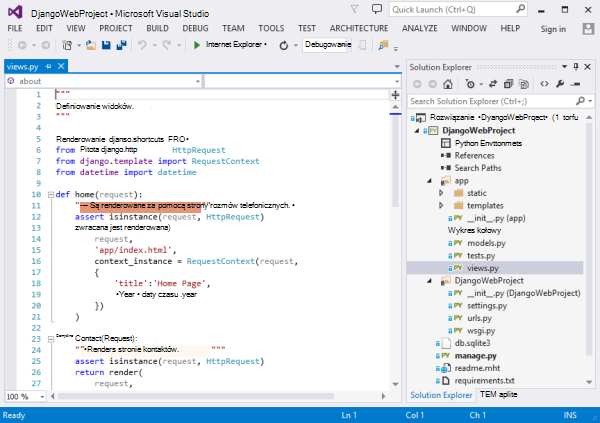 DjangoWebProject • Microsoft Visual Studio
Quick Launch (Ctrl+Q)
FILE EDIT VIEW PROJECT BUILD DEBUG TEAM TOOLS TEST ARCHITECTURE ANALYZE WINDOW HELP Sign in
Internet Explorer • Debugowanie
views.py
about
1 """
2 Definiowanie widoków.
3 """
4
5 Renderowanie djanso.shortcuts FRO •
6 from Pitota django.http HttpRequest
7 from django.template import RequestContext
8 from datetime import datetime
9
10 def home(request):
11 "--- Są renderowane za pomocą strony"rozmów telefonicznych. •
12 assert isinstance(request, HttpRequest)
13 zwracana jest renderowana)
14 request,
15 'app/index.html',
16 context_instance = RequestContext(request,
17 {
18 'title':'Home Page',
19 •Year • daty czasu .year
20 })
21 )
22
23 Contact(Request):
24 "" • Renders stronie kontaktów. """
25 assert isinstance(request, HttpRequest)
26 return render(
27 request,
100 %
Solution Explorer
Search Solution Explorer (Ctrl+;)
Rozwiązanie •DyangoWebPrqect• (1 torfu
DjangoWebProject
Python Envttonmets
References
Search Paths
app
static
templates
__init__.py (app)
Wykres kołowy
models.py
tests.py
views.py
DjangoWebProject
__init__.py (DjangoWebProject)
settings.py
urls.py
wsgi.py
db.sqlite3
manage.py
readme.mht
requirements.txt
Solution Explorer TEM aplite
Ready Ln 1 Col 1 Ch 1 INS